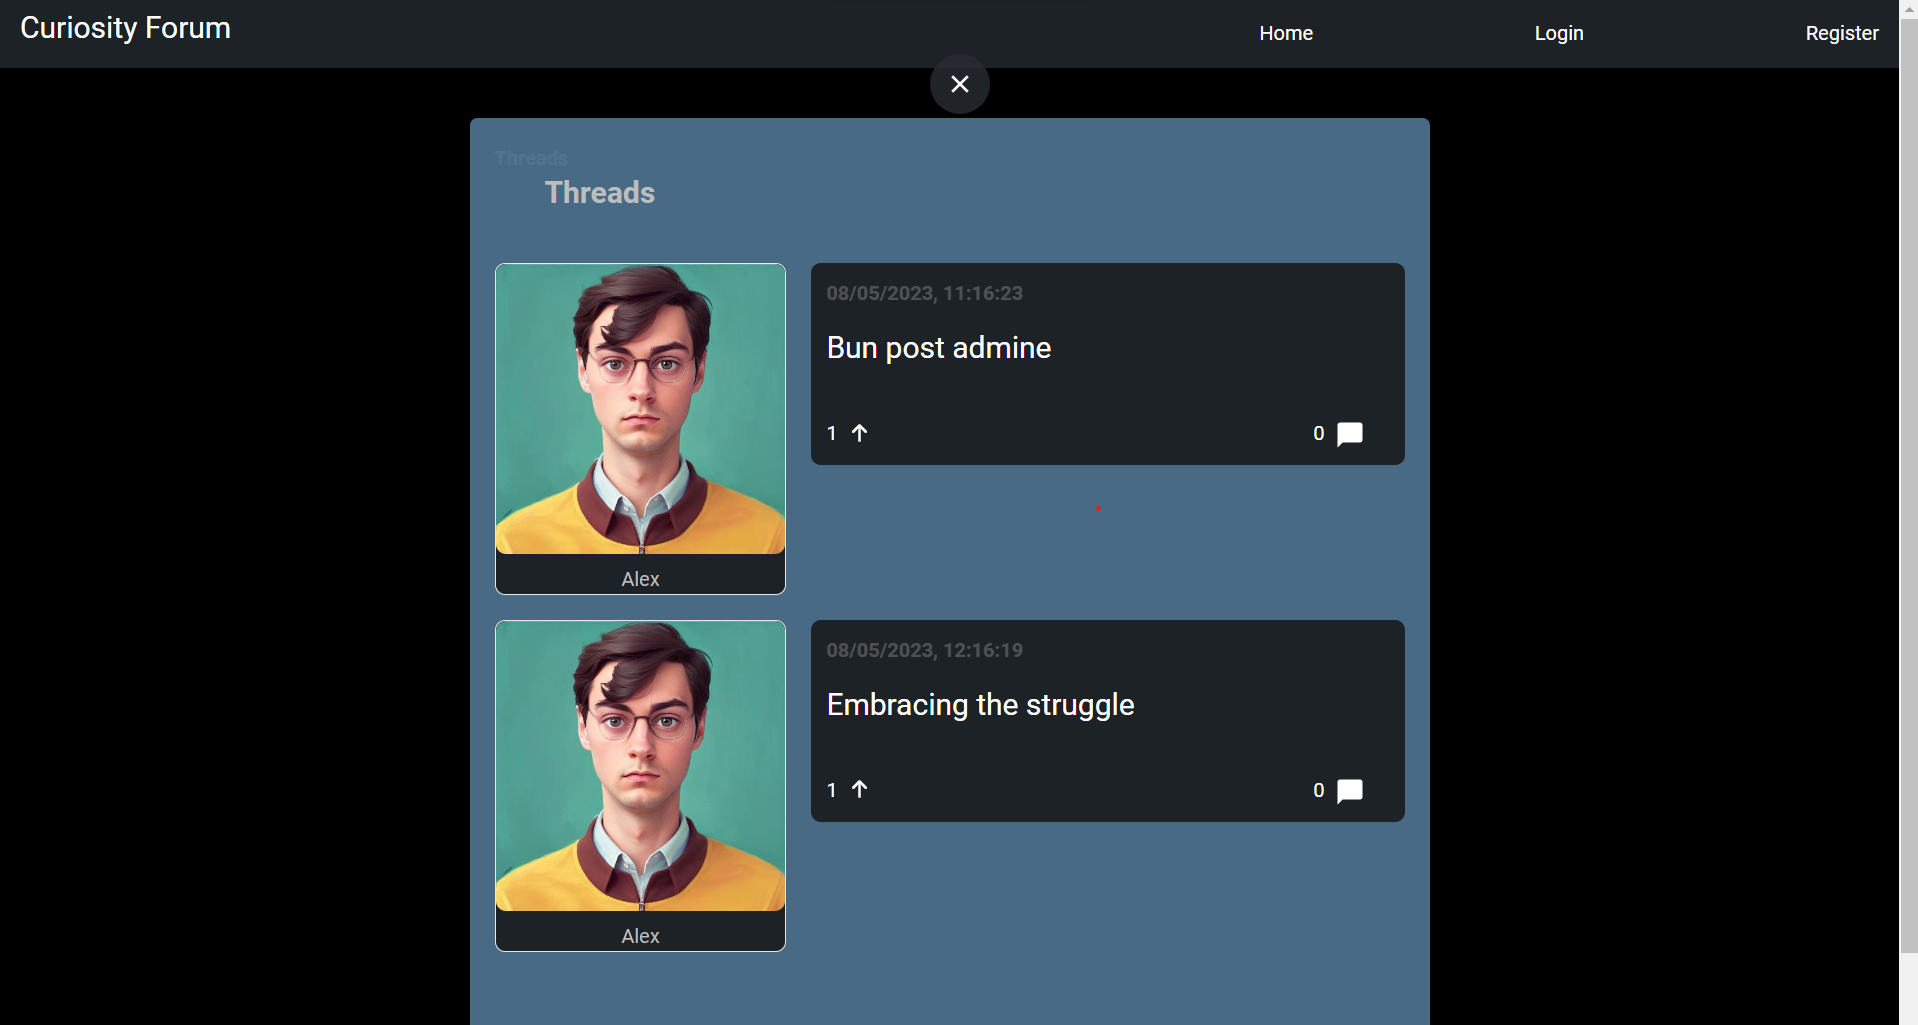 Curiosity Forum
Home Login Register
Threads
Threads
08/05/2023, 11:16:23
Bun post admine
1 0
Alex
08/05/2023, 12:16:19
Embracing the struggle
1 0
Alex